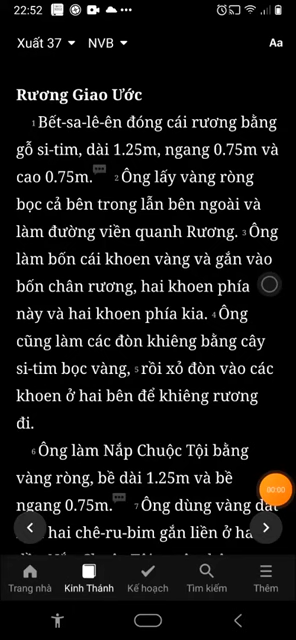 22:52
Xuất 37 NVB Aa
Rương Giao Ước
1 Bết-sa-lê-ên đóng cái rương bằng
gỗ si-tim, dài 1.25m, ngang 0.75m và
cao 0.75m. 2 Ông lấy vàng ròng
bọc cả bên trong lẫn bên ngoài và
làm đường viền quanh Rương. 3 Ông
làm bốn cái khoen vàng và gắn vào
bốn chân rương, hai khoen phía
này và hai khoen phía kia. 4 Ông
cũng làm các đòn khiêng bằng cây
si-tim bọc vàng, 5 rồi xỏ đòn vào các
khoen ở hai bên để khiêng rương
đi.
6 Ông làm Nắp Chuộc Tội bằng
vàng ròng, bề dài 1.25m và bề
ngang 0.75m. 7 Ông dùng vàng dát
00:00
hai chê-ru-bim gắn liền ở
Trang nhà Kinh Thánh Kế hoạch Tìm kiếm Thêm